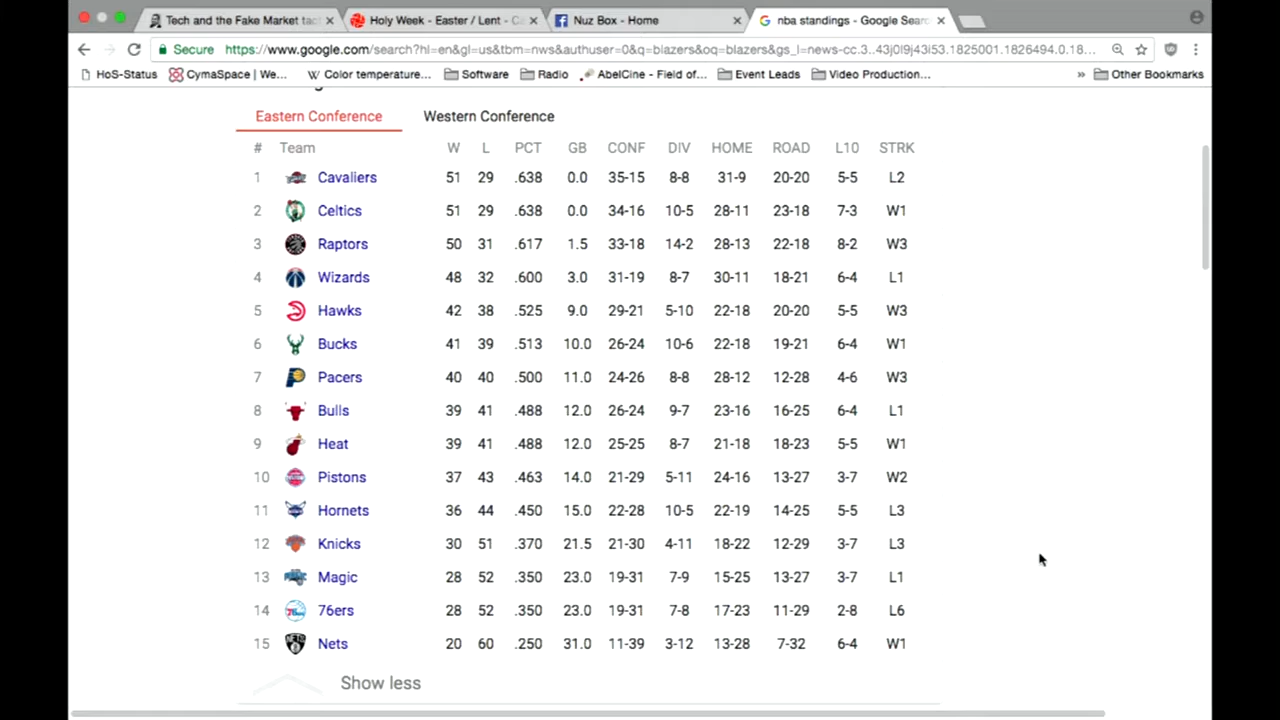 Tech and the Fake Market tac
Holy Week - Easter / Lent - Ca
Nuz Box - Home
nba standings - Google Sear
Secure https://www.google.com/search?hl=en&gl=us&tbm=nws&authuser=0&q=blazers&oq=blazers&gs_l=news-cc.3..43j0l9j43i53.1825001.1826494.0.18...
HoS-Status CymaSpace | We... Color temperature... Software Radio AbelCine - Field of... Event Leads Video Production... » Other Bookmarks
Eastern Conference Western Conference
# Team W L PCT GB CONF DIV HOME ROAD L10 STRK
1 Cavaliers 51 29 .638 0.0 35-15 8-8 31-9 20-20 5-5 L2
2 Celtics 51 29 .638 0.0 34-16 10-5 28-11 23-18 7-3 W1
3 Raptors 50 31 .617 1.5 33-18 14-2 28-13 22-18 8-2 W3
4 Wizards 48 32 .600 3.0 31-19 8-7 30-11 18-21 6-4 L1
5 Hawks 42 38 .525 9.0 29-21 5-10 22-18 20-20 5-5 W3
6 Bucks 41 39 .513 10.0 26-24 10-6 22-18 19-21 6-4 W1
7 Pacers 40 40 .500 11.0 24-26 8-8 28-12 12-28 4-6 W3
8 Bulls 39 41 .488 12.0 26-24 9-7 23-16 16-25 6-4 L1
9 Heat 39 41 .488 12.0 25-25 8-7 21-18 18-23 5-5 W1
10 Pistons 37 43 .463 14.0 21-29 5-11 24-16 13-27 3-7 W2
11 Hornets 36 44 .450 15.0 22-28 10-5 22-19 14-25 5-5 L3
12 Knicks 30 51 .370 21.5 21-30 4-11 18-22 12-29 3-7 L3
13 Magic 28 52 .350 23.0 19-31 7-9 15-25 13-27 3-7 L1
14 76ers 28 52 .350 23.0 19-31 7-8 17-23 11-29 2-8 L6
15 Nets 20 60 .250 31.0 11-39 3-12 13-28 7-32 6-4 W1
Show less